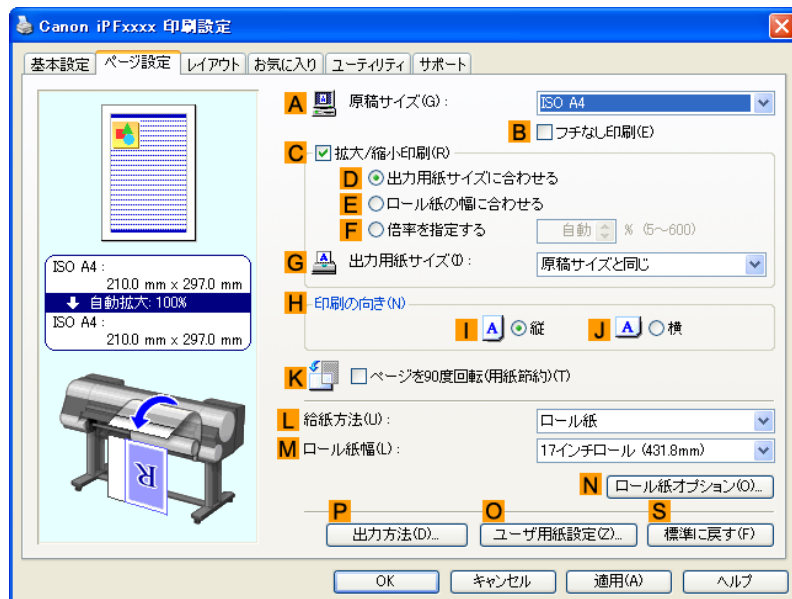 Canon iPFxxxx 印刷設定
基本設定 ページ設定 レイアウト お気に入り ユーティリティ サポート
A 原稿サイズ(G): ISO A4
B フチなし印刷(E)
C 拡大/縮小印刷(R)
D 出力用紙サイズに合わせる
E ロール紙の幅に合わせる
F 倍率を指定する 自動 % (5～600)
G 出力用紙サイズ(I): 原稿サイズと同じ
ISO A4:
210.0 mm x 297.0 mm
自動拡大: 100%
ISO A4:
210.0 mm x 297.0 mm
H 印刷の向き(N)
I A 縦 J A 横
K ページを90度回転(用紙節約)(T)
L 給紙方法(U): ロール紙
M ロール紙幅(L): 17インチロール (431.8mm)
R
N ロール紙オプション(O)...
P O S
出力方法(D)... ユーザ用紙設定(Z)... 標準に戻す(F)
OK キャンセル 適用(A) ヘルプ